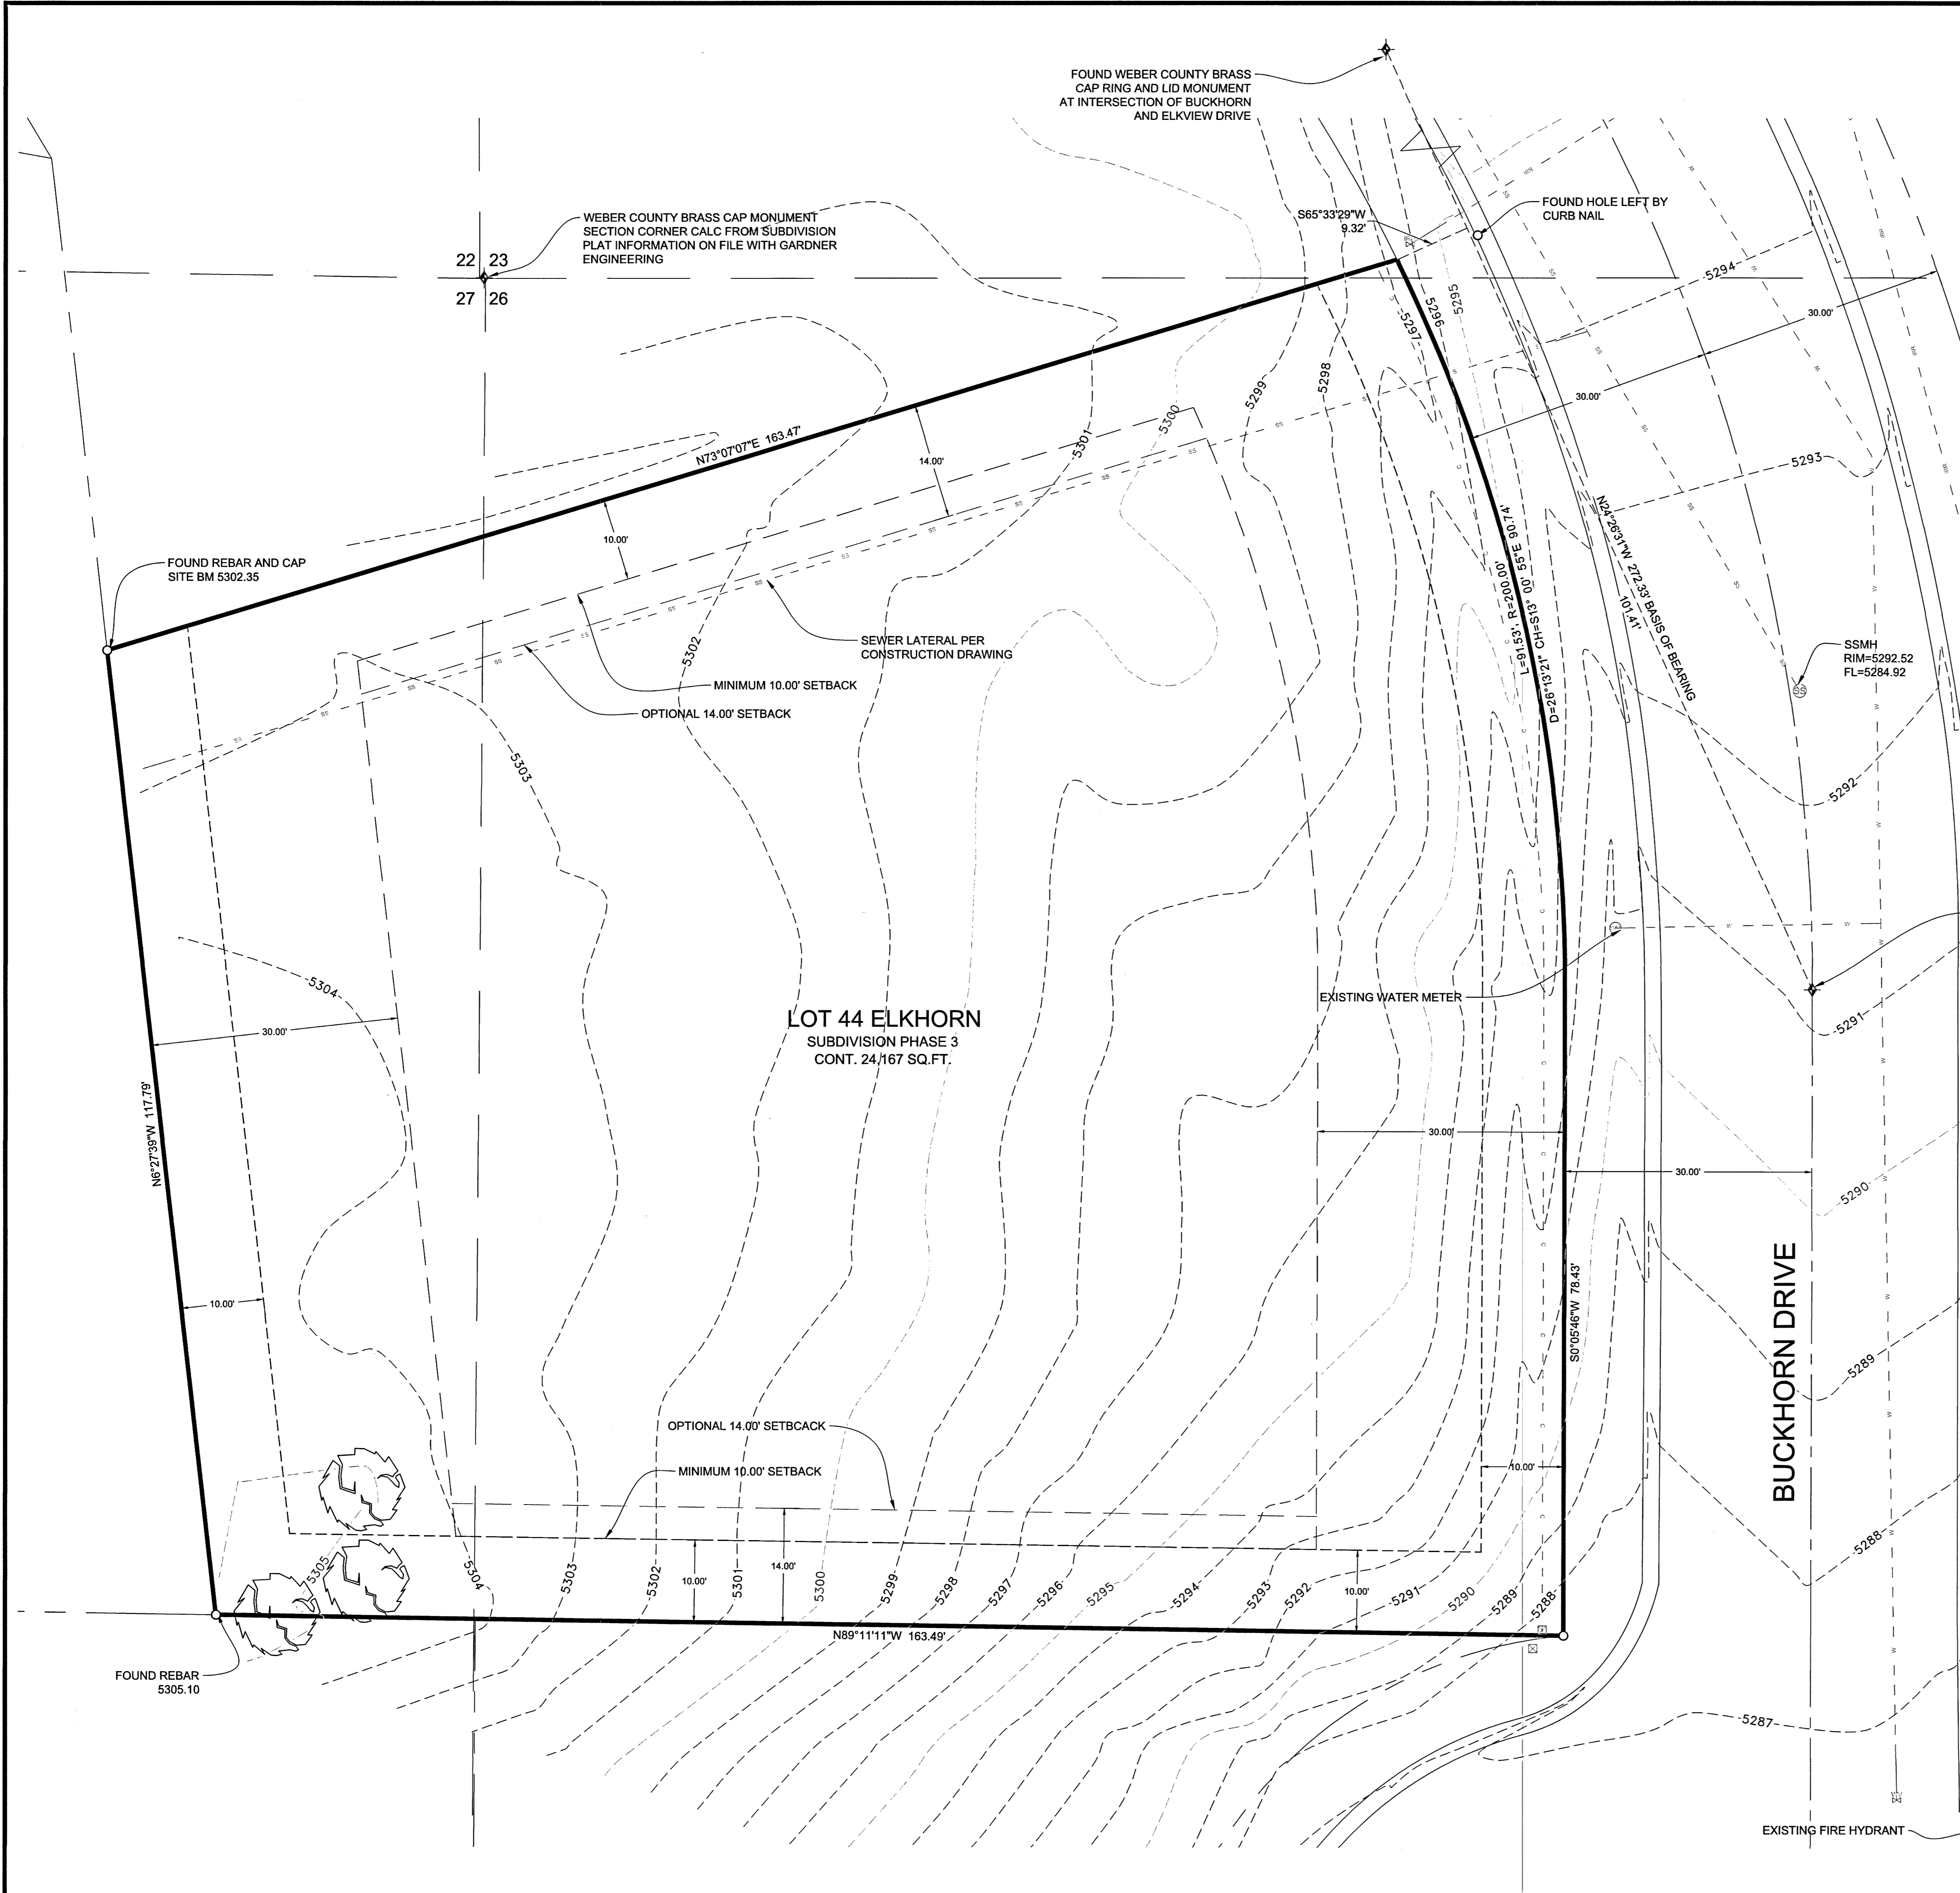 FOUND WEBER COUNTY BRASS
CAP RING AND LID MONUMENT
AT INTERSECTION OF BUCKHORN
AND ELKVIEW DRIVE
WEBER COUNTY BRASS CAP MONUMENT
SECTION CORNER CALC FROM SUBDIVISION
PLAT INFORMATION ON FILE WITH GARDNER
ENGINEERING
22 23
27 26
S65°33'29"W
9.32'
FOUND HOLE LEFT BY
CURB NAIL
5294
30.00'
30.00'
5293
5295
5296
5297
5298
5299
5300
5301
N73°07'07"E 163.47'
14.00'
10.00'
FOUND REBAR AND CAP
SITE BM 5302.35
SEWER LATERAL PER
CONSTRUCTION DRAWING
MINIMUM 10.00' SETBACK
OPTIONAL 14.00' SETBACK
5302
5303
L=91.53', R=200.00'
D=26°13'21" CH=S13° 00' 55"E 90.74'
N24°26'31"W 272.33' BASIS OF BEARING
101.41'
SSMH
RIM=5292.52
FL=5284.92
SS
5292
5304
30.00'
LOT 44 ELKHORN
SUBDIVISION PHASE 3
CONT. 24,167 SQ.FT.
EXISTING WATER METER
5291
N6°27'39"W 117.79'
30.00'
30.00'
5290
10.00'
S0°05'46"W 78.43'
BUCKHORN DRIVE
5289
OPTIONAL 14.00' SETBCACK
MINIMUM 10.00' SETBACK
10.00'
5288
10.00'
14.00'
10.00'
5305
5304
5303
5302
5301
5300
5299
5298
5297
5296
5295
5294
5293
5292
5291
5290
5289
5288
N89°11'11"W 163.49'
FOUND REBAR
5305.10
5287
EXISTING FIRE HYDRANT